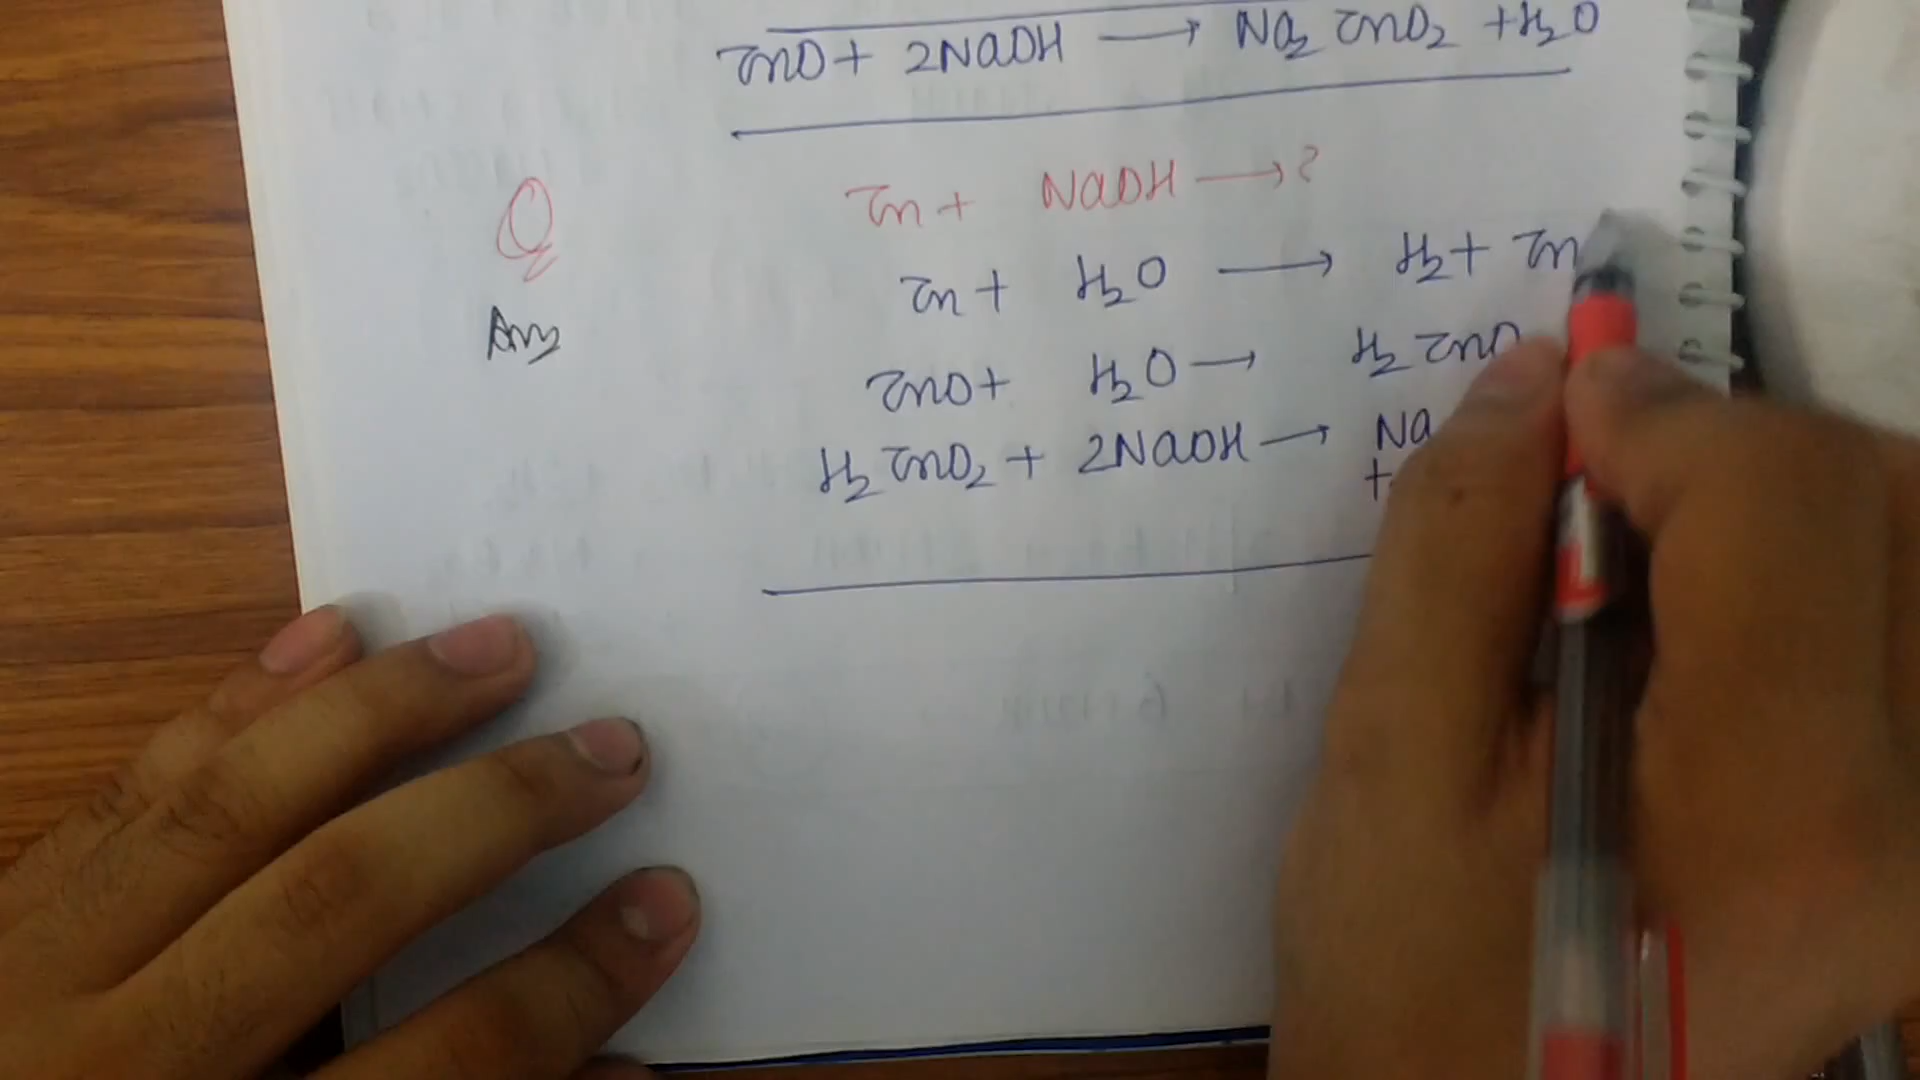 ZnO + 2NaOH → Na₂ZnO₂ + H₂O
Q
Zn + NaOH → ?
Ans
Zn + H₂O → H₂ + Zn
ZnO + H₂O → H₂ZnO
H₂ZnO₂ + 2NaOH → Na
+